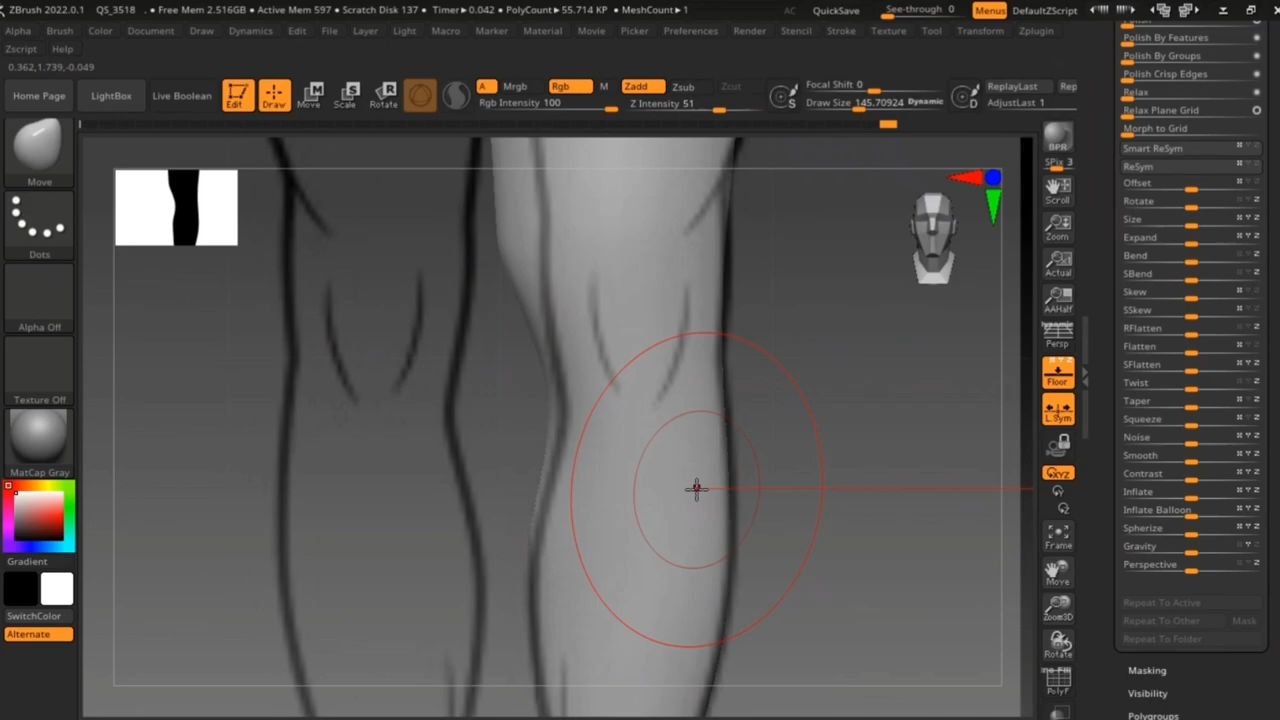 ZBrush 2022.0.1 QS_3518 • Free Mem 2.516GB • Active Mem 597 • Scratch Disk 137 • Timer▸0.042 • PolyCount▸55.714 KP • MeshCount▸1 AC QuickSave See-through 0 Menus DefaultZScript
Alpha Brush Color Document Draw Dynamics Edit File Layer Light Macro Marker Material Movie Picker Preferences Render Stencil Stroke Texture Tool Transform Zplugin
Zscript Help
0.362,1.739,-0.049
Home Page LightBox Live Boolean Edit Draw Move Scale Rotate
A Mrgb Rgb M Zadd Zsub Zcut
Rgb Intensity 100 Z Intensity 51
S Focal Shift 0
Draw Size 145.70924 Dynamic
D ReplayLast Rep
AdjustLast 1
Move
Dots
Alpha Off
Texture Off
MatCap Gray
Gradient
SwitchColor
Alternate
BPR
SPix 3
Scroll
Zoom
Actual
AAHalf
Dynamic
Persp
Floor
L.Sym
XYZ
Frame
Move
Zoom3D
Rotate
PolyF
Polish By Features
Polish By Groups
Polish Crisp Edges
Relax
Relax Plane Grid
Morph to Grid
Smart ReSym
ReSym
Offset
Rotate
Size
Expand
Bend
SBend
Skew
SSkew
RFlatten
Flatten
SFlatten
Twist
Taper
Squeeze
Noise
Smooth
Contrast
Inflate
Inflate Balloon
Spherize
Gravity
Perspective
Repeat To Active
Repeat To Other Mask
Repeat To Folder
Masking
Visibility
Polygroups